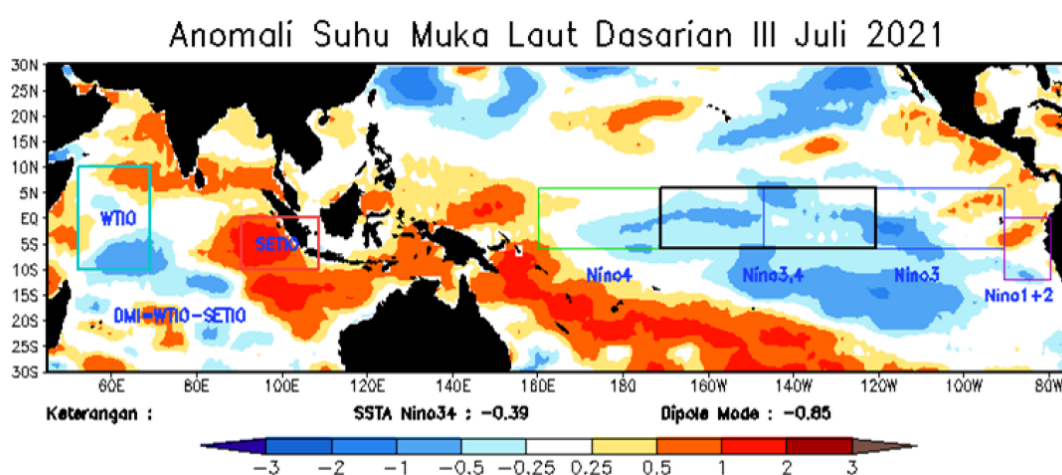 Anomali Suhu Muka Laut Dasarian III Juli 2021
30N
25N
20N
15N
10N
5N
EQ
5S
10S
15S
20S
25S
30S
WTIO
SETIO
Nino4
Nino3,4
Nino3
Nino1+2
DMI=WTIO-SETIO
60E 80E 100E 120E 140E 160E 180 160W 140W 120W 100W 80W
Keterangan : SSTA Nino34 : -0.39 Dipole Mode : -0.85
-3 -2 -1 -0.5 -0.25 0.25 0.5 1 2 3